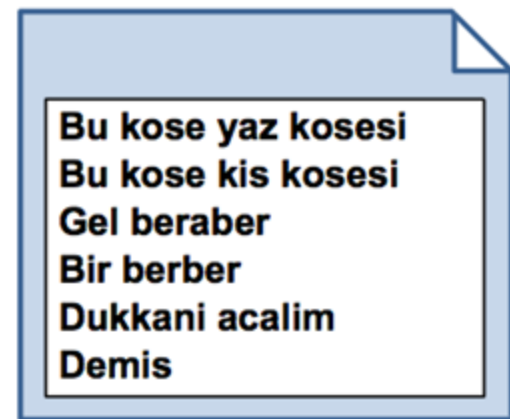 Bu kose yaz kosesi
Bu kose kis kosesi
Gel beraber
Bir berber
Dukkani acalim
Demis